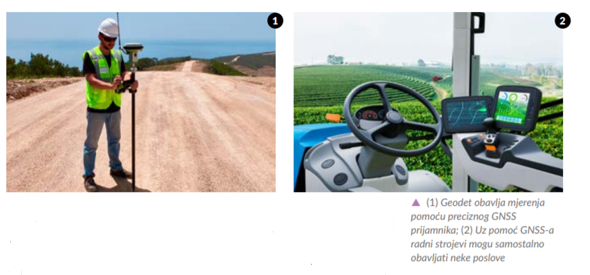 1
2
▲ (1) Geodet obavlja mjerenja
pomoću preciznog GNSS
prijamnika; (2) Uz pomoć GNSS-a
radni strojevi mogu samostalno
obavljati neke poslove